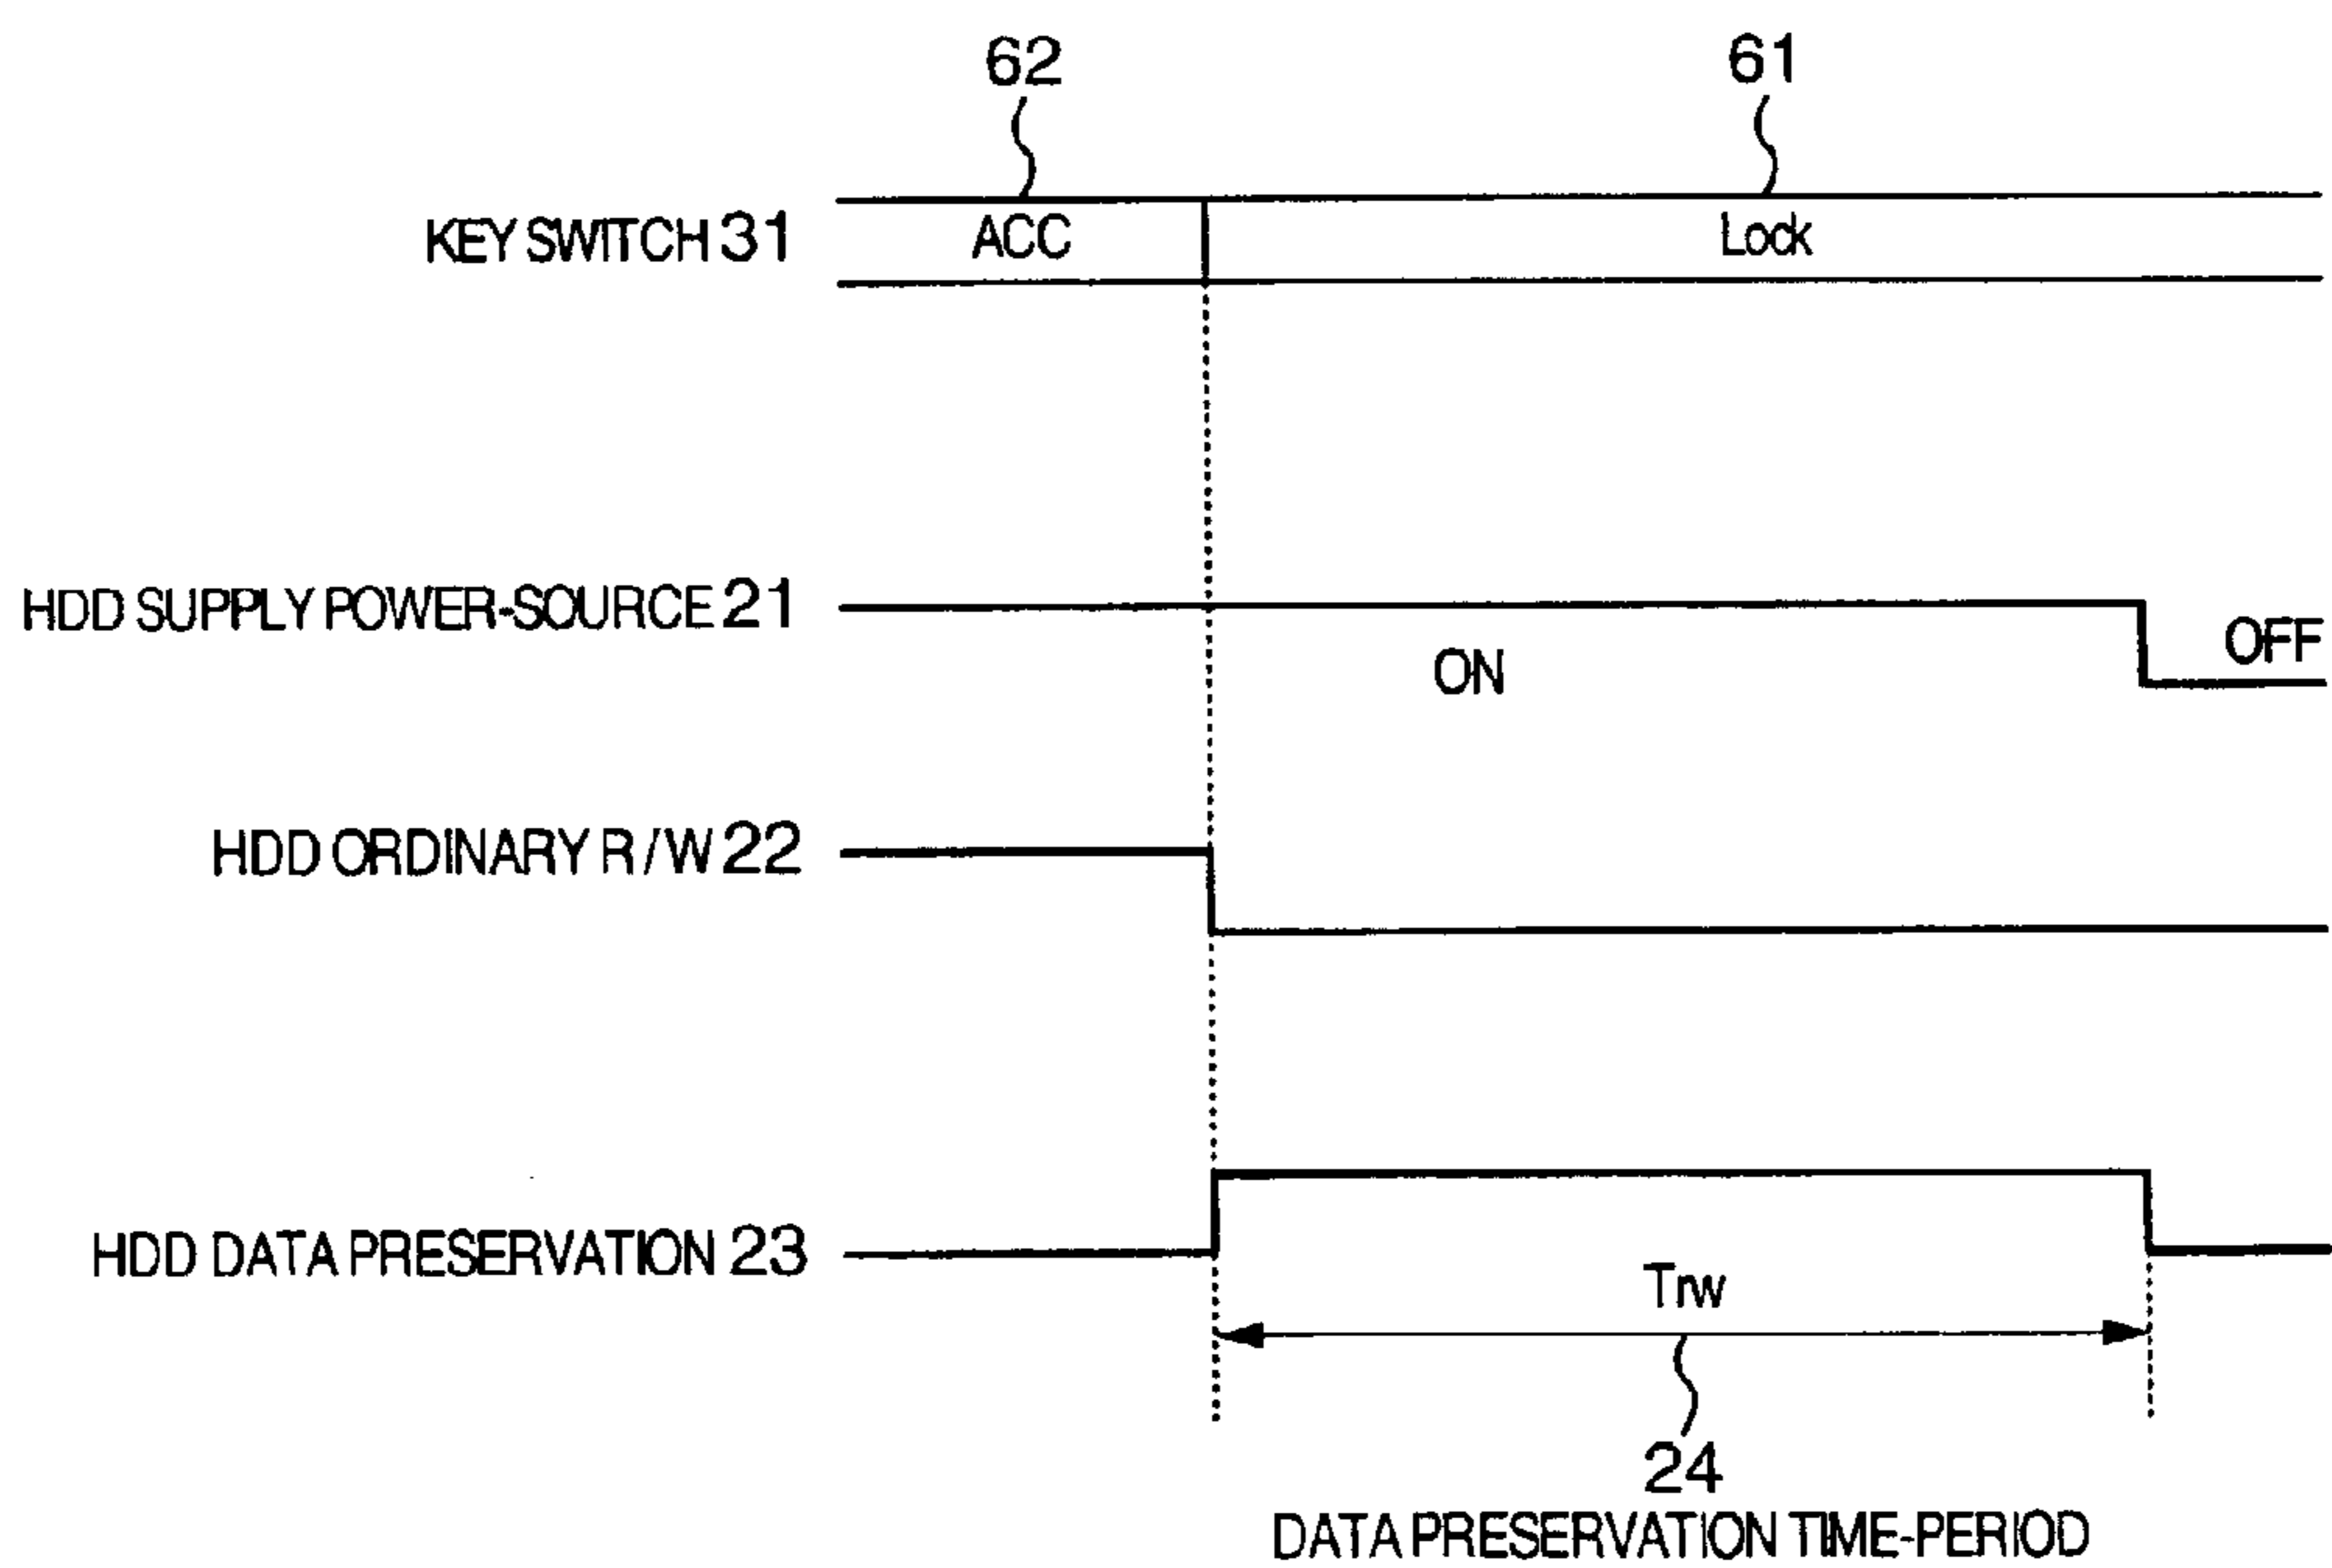 62
61
KEY SWITCH 31
ACC
Lock
HDD SUPPLY POWER-SOURCE 21
ON
OFF
HDD ORDINARY R/W 22
HDD DATA PRESERVATION 23
Trw
24
DATA PRESERVATION TIME-PERIOD